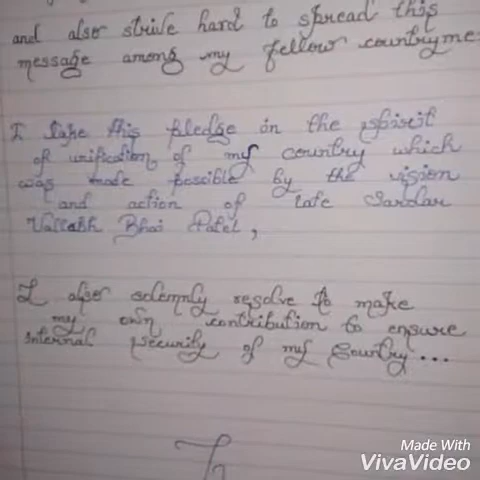 and also strive hard to spread this
message among my fellow countryme
I take this pledge in the spirit
of unification of my country which
was made possible by the vision
and action of late Sardar
Vallabh Bhai Patel,
I also solemnly resolve to make
my own contribution to ensure
internal security of my Country...
Made With
VivaVideo